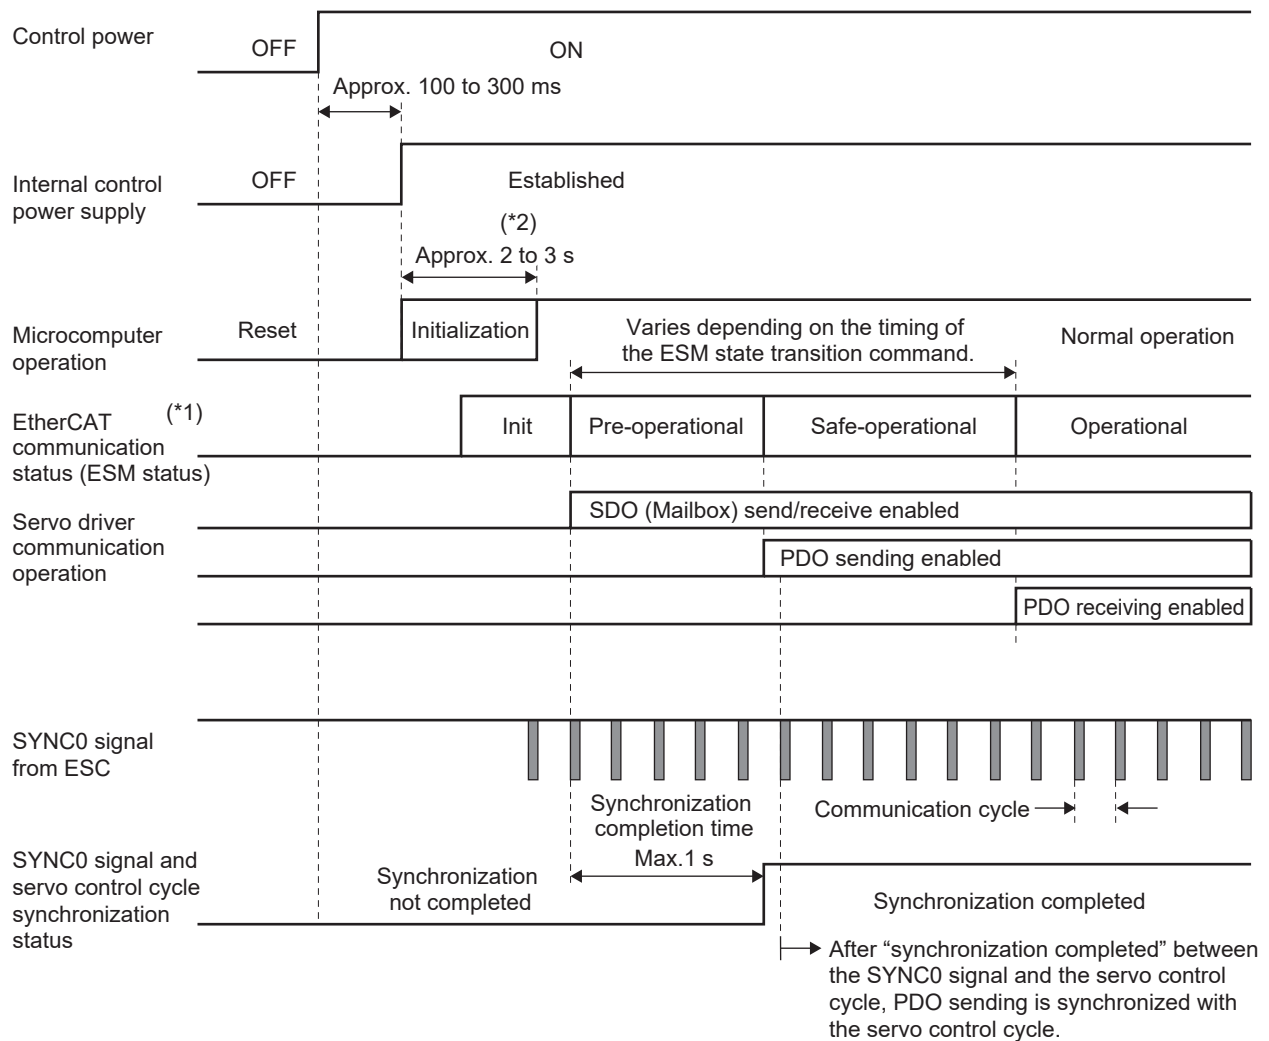 Control power
OFF
ON
Approx. 100 to 300 ms
Internal control
power supply
OFF
Established
(*2)
Approx. 2 to 3 s
Microcomputer
operation
Reset
Initialization
Varies depending on the timing of
the ESM state transition command.
Normal operation
EtherCAT (*1)
communication
status (ESM status)
Init
Pre-operational
Safe-operational
Operational
Servo driver
communication
operation
SDO (Mailbox) send/receive enabled
PDO sending enabled
PDO receiving enabled
SYNC0 signal
from ESC
Synchronization
completion time
Max.1 s
Communication cycle
SYNC0 signal and
servo control cycle
synchronization
status
Synchronization
not completed
Synchronization completed
After “synchronization completed” between
the SYNC0 signal and the servo control
cycle, PDO sending is synchronized with
the servo control cycle.